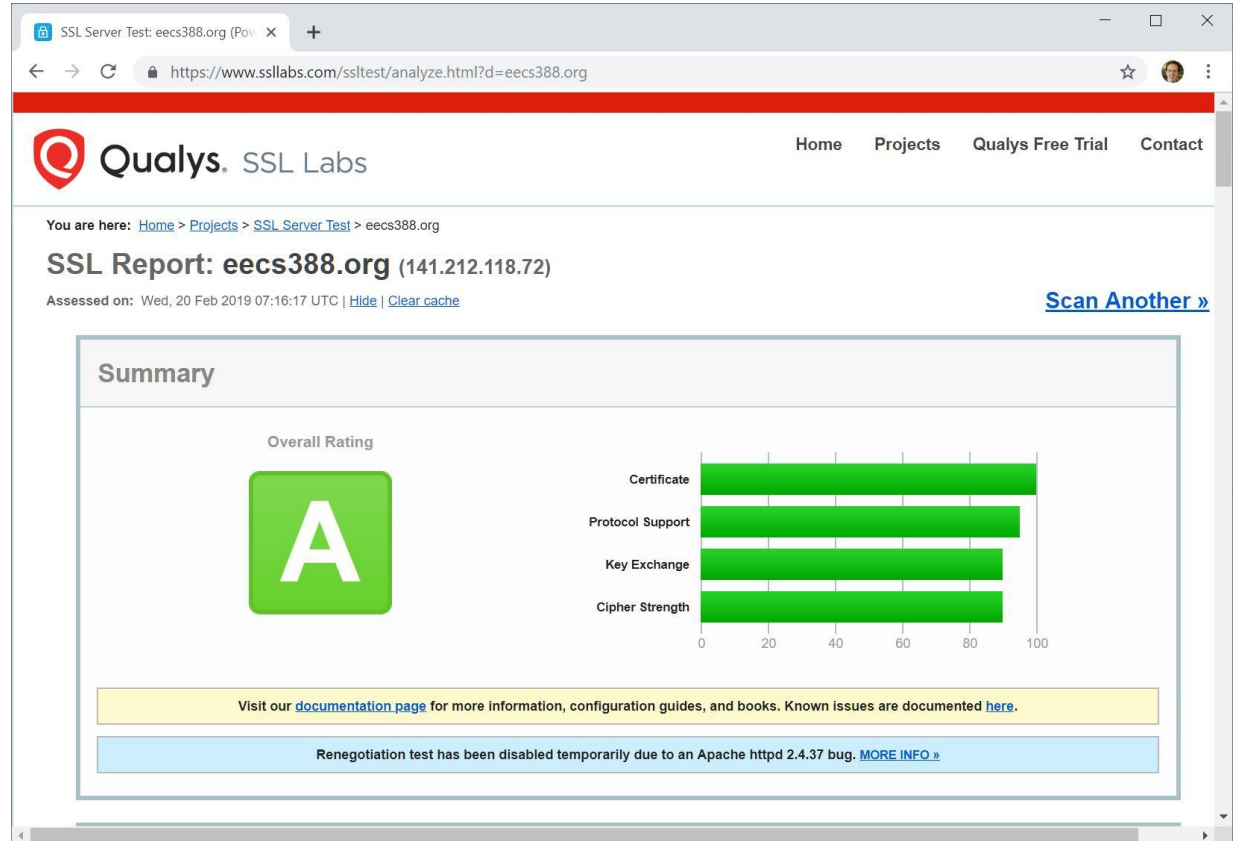 SSL Server Test: eecs388.org (Pow
https://www.ssllabs.com/ssltest/analyze.html?d=eecs388.org
Qualys. SSL Labs
Home Projects Qualys Free Trial Contact
You are here: Home > Projects > SSL Server Test > eecs388.org
SSL Report: eecs388.org (141.212.118.72)
Assessed on: Wed, 20 Feb 2019 07:16:17 UTC | Hide | Clear cache
Scan Another »
Summary
Overall Rating
A
Certificate
Protocol Support
Key Exchange
Cipher Strength
0 20 40 60 80 100
Visit our documentation page for more information, configuration guides, and books. Known issues are documented here.
Renegotiation test has been disabled temporarily due to an Apache httpd 2.4.37 bug. MORE INFO »